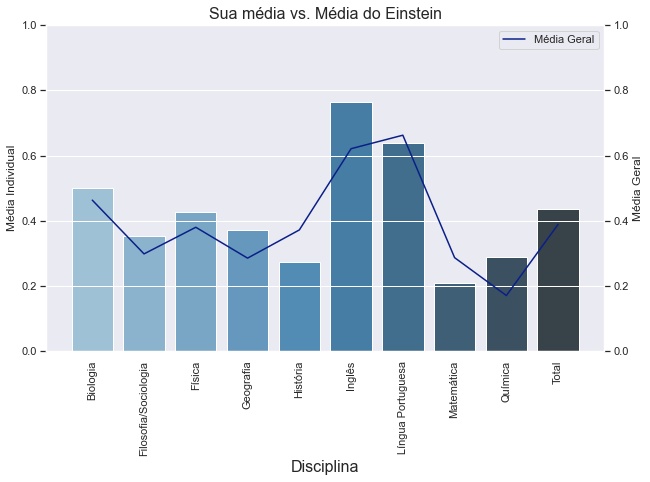 Sua média vs. Média do Einstein
1.0
0.8
0.6
0.4
0.2
0.0
Média Individual
Média Geral
1.0
0.8
0.6
0.4
0.2
0.0
Média Geral
Biologia
Filosofia/Sociologia
Física
Geografia
História
Inglês
Língua Portuguesa
Matemática
Química
Total
Disciplina